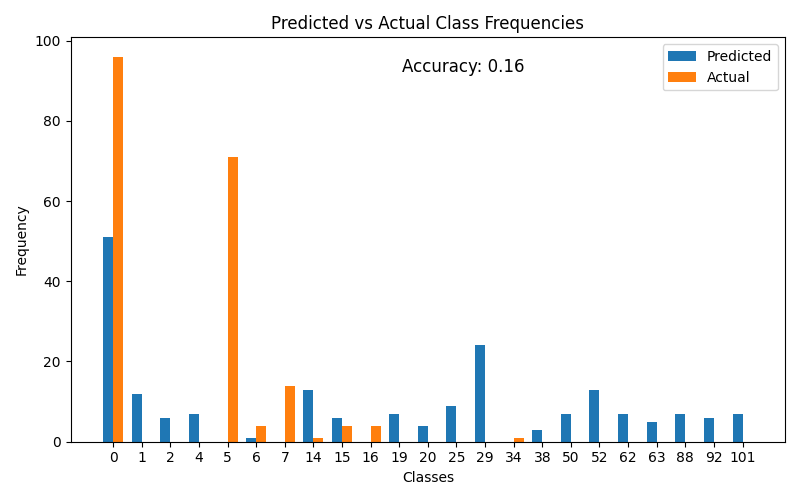 Predicted vs Actual Class Frequencies
100
Accuracy: 0.16
Predicted
Actual
80
60
Frequency
40
20
0
0 1 2 4 5 6 7 14 15 16 19 20 25 29 34 38 50 52 62 63 88 92 101
Classes